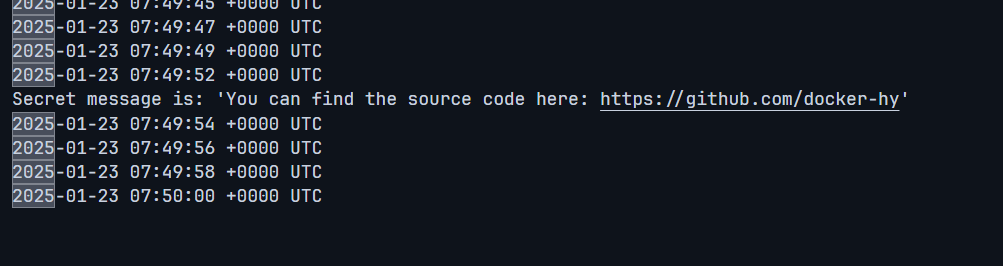 2025-01-23 07:49:45 +0000 UTC
2025-01-23 07:49:47 +0000 UTC
2025-01-23 07:49:49 +0000 UTC
2025-01-23 07:49:52 +0000 UTC
Secret message is: 'You can find the source code here: https://github.com/docker-hy'
2025-01-23 07:49:54 +0000 UTC
2025-01-23 07:49:56 +0000 UTC
2025-01-23 07:49:58 +0000 UTC
2025-01-23 07:50:00 +0000 UTC